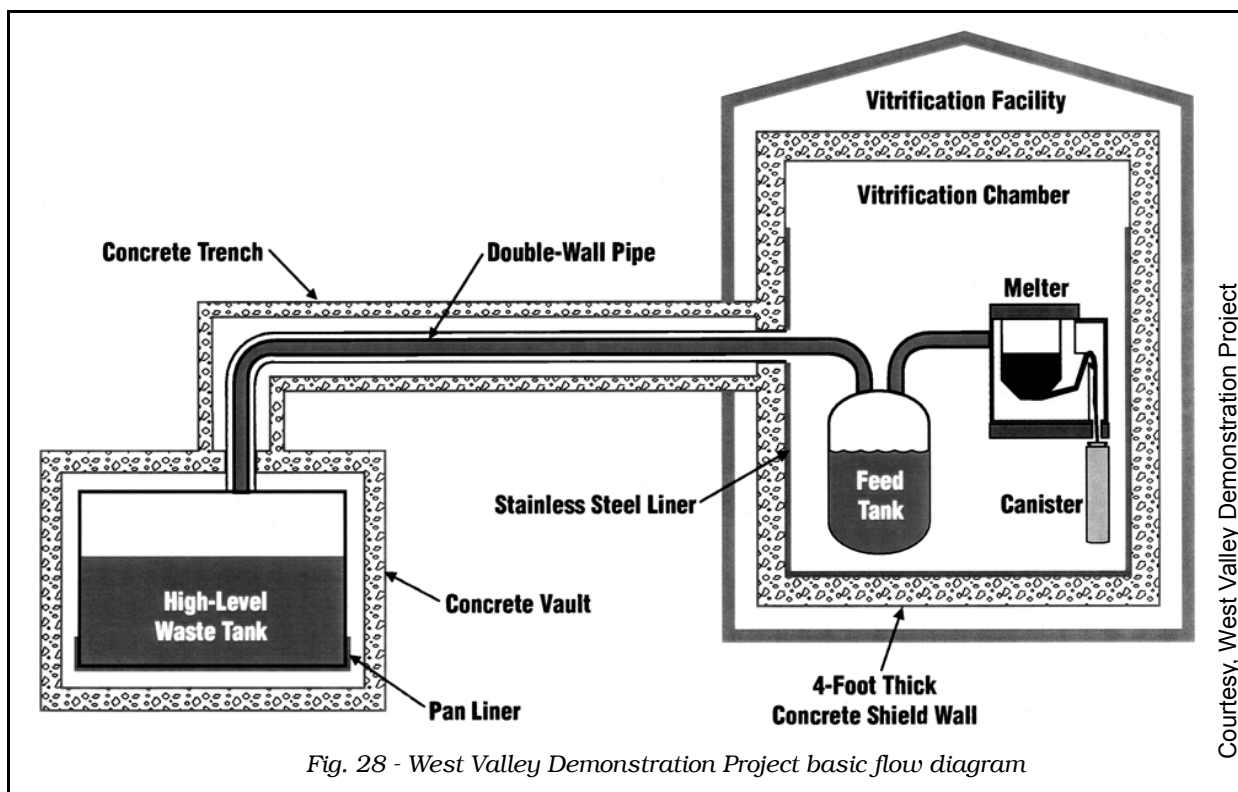 Vitrification Facility
Vitrification Chamber
Concrete Trench
Double-Wall Pipe
Melter
Stainless Steel Liner
Feed
Tank
Canister
High-Level
Waste Tank
Concrete Vault
Pan Liner
4-Foot Thick
Concrete Shield Wall
Fig. 28 - West Valley Demonstration Project basic flow diagram
Courtesy, West Valley Demonstration Project